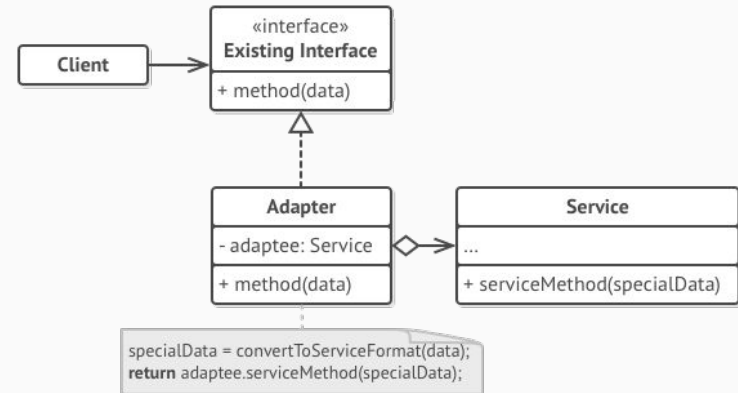 «interface»
Existing Interface
Client
+ method(data)
Adapter
Service
- adaptee: Service
...
+ method(data)
+ serviceMethod(specialData)
specialData = convertToServiceFormat(data);
return adaptee.serviceMethod(specialData);